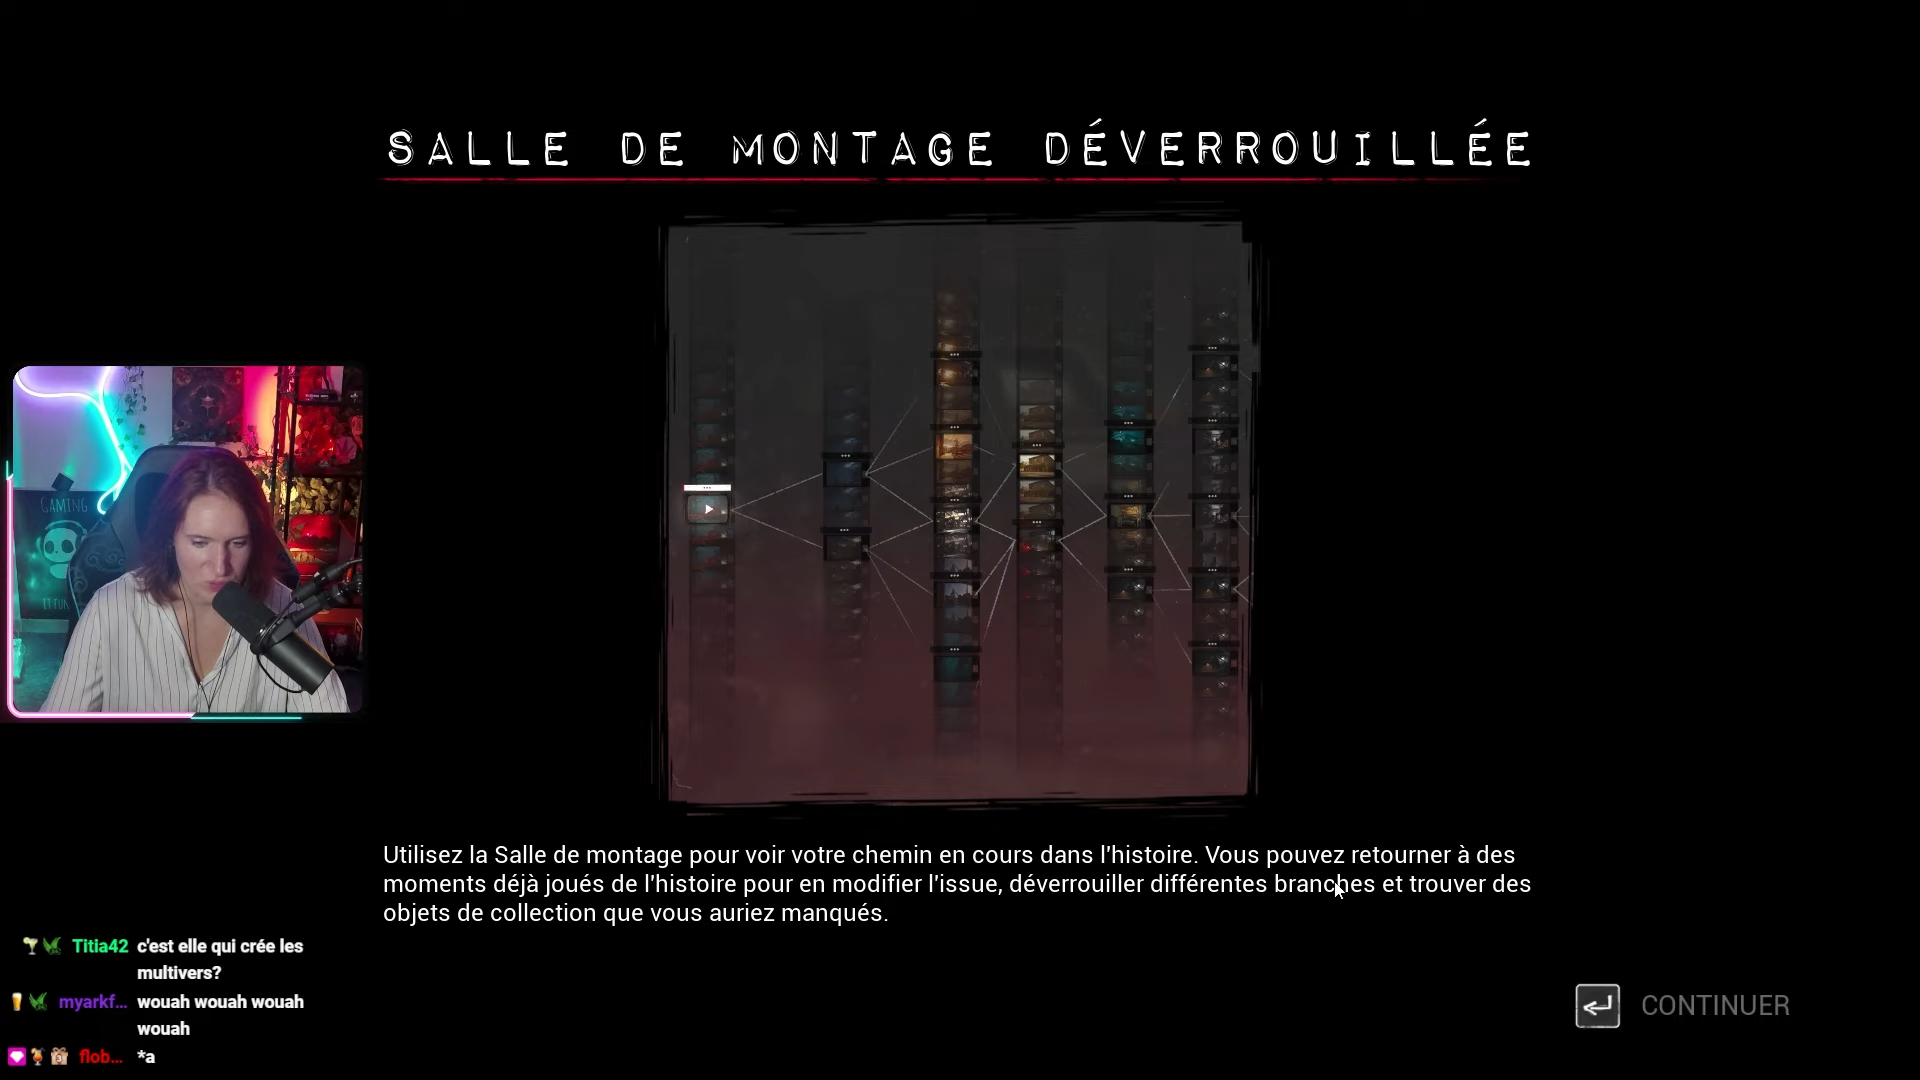 SALLE DE MONTAGE DÉVERROUILLÉE
GAMING
Utilisez la Salle de montage pour voir votre chemin en cours dans l'histoire. Vous pouvez retourner à des
moments déjà joués de l'histoire pour en modifier l'issue, déverrouiller différentes branches et trouver des
objets de collection que vous auriez manqués.
Titia42 c'est elle qui crée les
multivers?
myarkf... wouah wouah wouah
wouah
flob... *a
CONTINUER